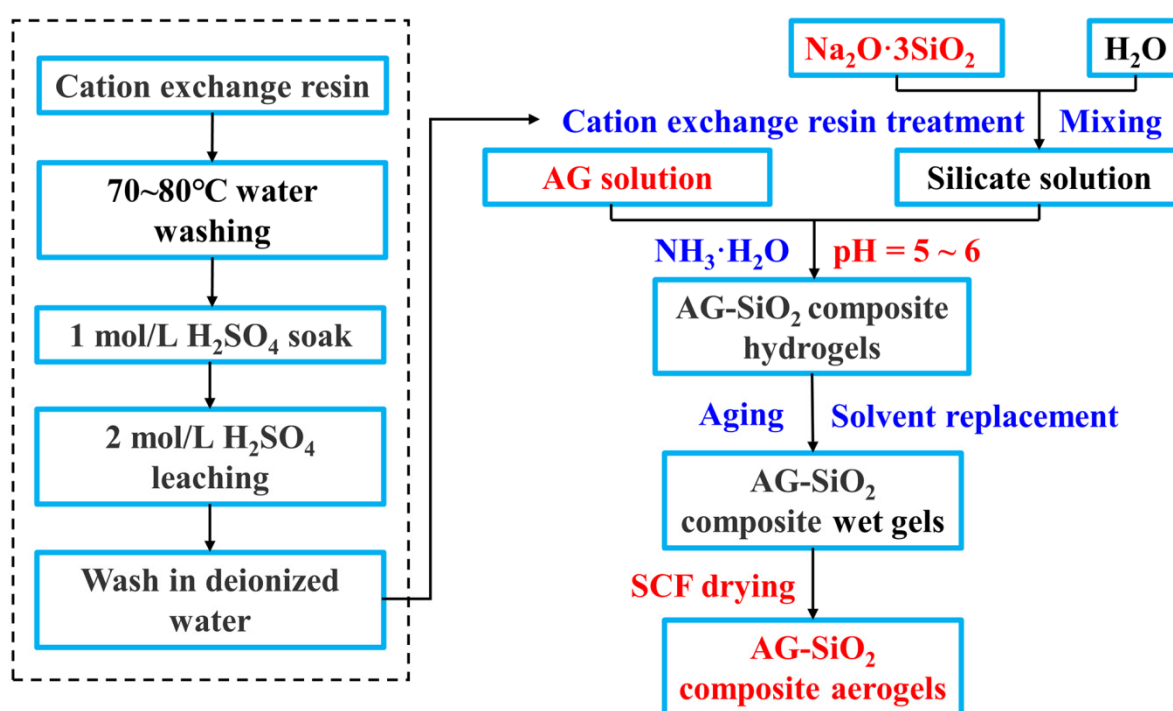 Cation exchange resin
70~80℃ water
washing
1 mol/L H₂SO₄ soak
2 mol/L H₂SO₄
leaching
Wash in deionized
water
Na₂O·3SiO₂
H₂O
Cation exchange resin treatment
Mixing
AG solution
Silicate solution
NH₃·H₂O
pH = 5 ~ 6
AG-SiO₂ composite
hydrogels
Aging
Solvent replacement
AG-SiO₂
composite wet gels
SCF drying
AG-SiO₂
composite aerogels